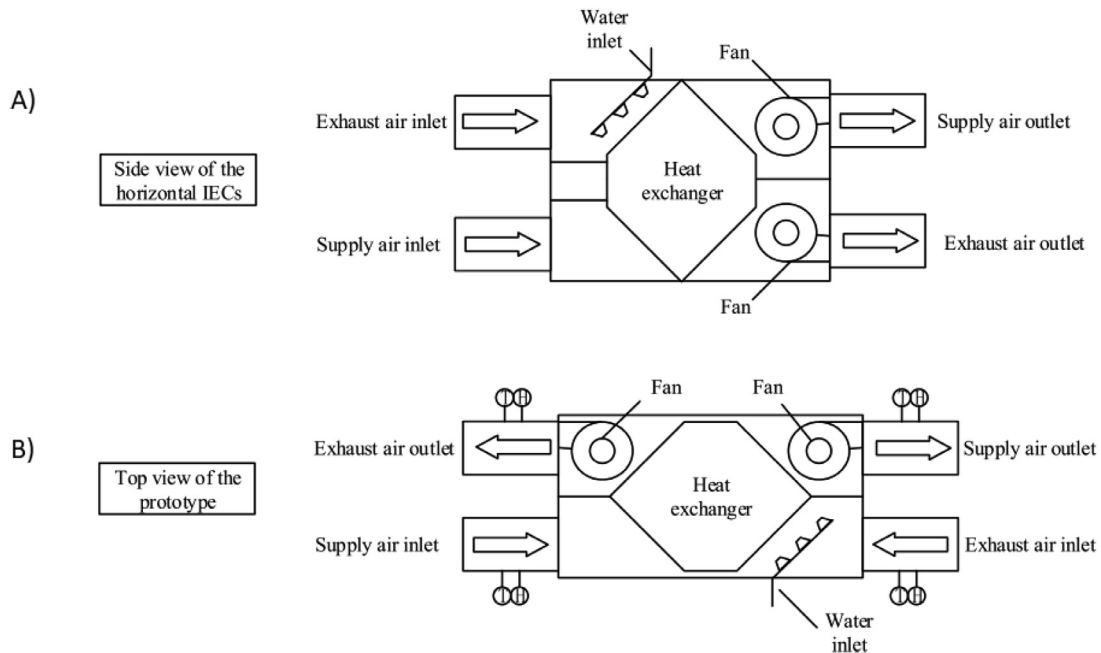 A)
Side view of the
horizontal IECs
Water
inlet
Fan
Exhaust air inlet
Supply air outlet
Heat
exchanger
Supply air inlet
Exhaust air outlet
Fan
B)
Top view of the
prototype
T H
Fan
Fan
T H
Exhaust air outlet
Supply air outlet
Heat
exchanger
Supply air inlet
Exhaust air inlet
T H
T H
Water
inlet